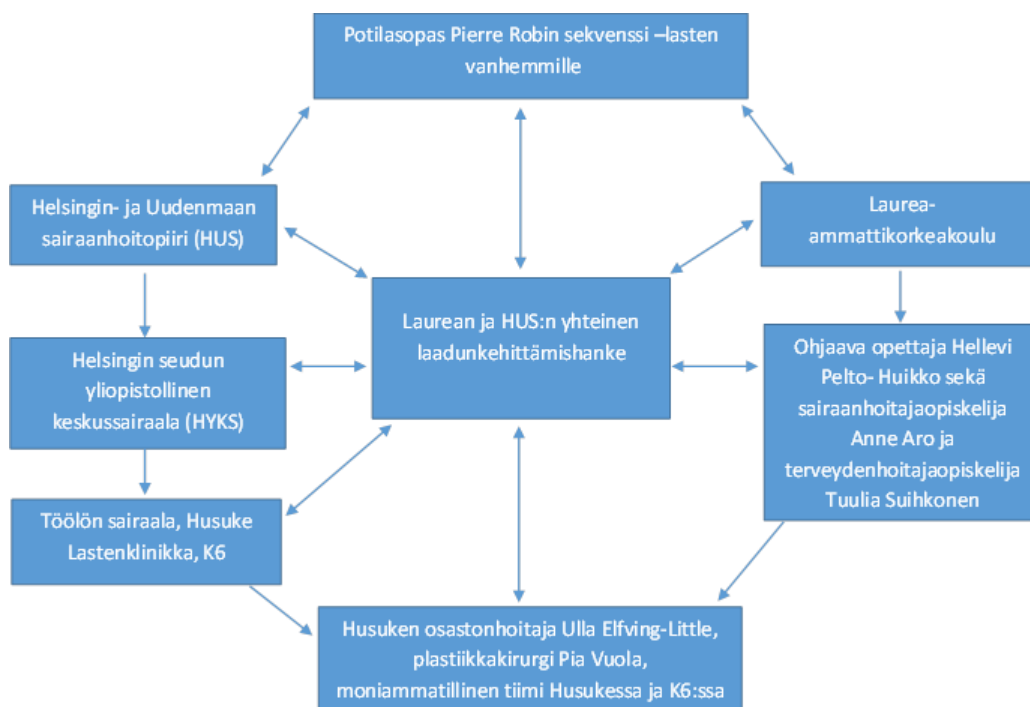 Potilasopas Pierre Robin sekvenssi –lasten
vanhemmille
Helsingin- ja Uudenmaan
sairaanhoitopiiri (HUS)
Laurea-
ammattikorkeakoulu
Laurean ja HUS:n yhteinen
laadunkehittämishanke
Helsingin seudun
yliopistollinen
keskussairaala (HYKS)
Ohjaava opettaja Hellevi
Pelto- Huikko sekä
sairaanhoitajaopiskelija
Anne Aro ja
terveydenhoitajaopiskelija
Tuulia Suihkonen
Töölön sairaala, Husuke
Lastenklinikka, K6
Husuken osastonhoitaja Ulla Elfving-Little,
plastiikkakirurgi Pia Vuola,
moniammatillinen tiimi Husukessa ja K6:ssa